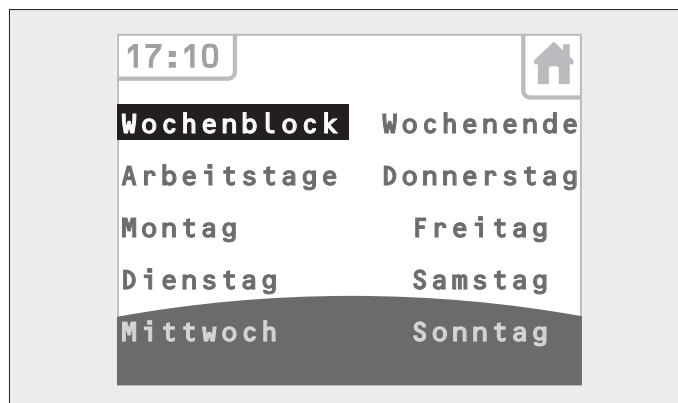 17:10
Wochenblock Wochenende
Arbeitstage Donnerstag
Montag Freitag
Dienstag Samstag
Mittwoch Sonntag